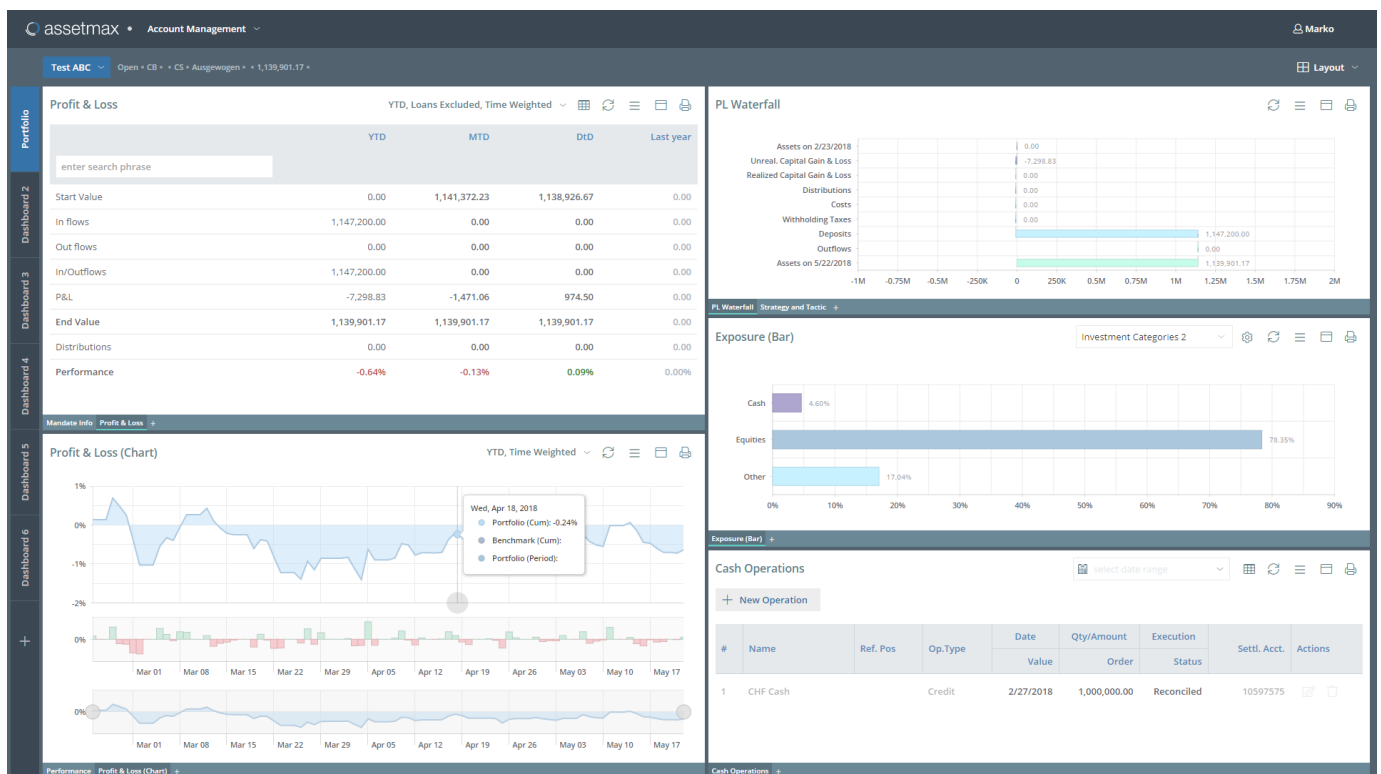 assetmax • Account Management
Marko
Test ABC Open • CB • • CS • Ausgewogen • • 1,139,901.17 •
Layout
Portfolio
Dashboard 2
Dashboard 3
Dashboard 4
Dashboard 5
Dashboard 6
+
Profit & Loss YTD, Loans Excluded, Time Weighted
YTD MTD DtD Last year
enter search phrase
Start Value 0.00 1,141,372.23 1,138,926.67 0.00
In flows 1,147,200.00 0.00 0.00 0.00
Out flows 0.00 0.00 0.00 0.00
In/Outflows 1,147,200.00 0.00 0.00 0.00
P&L -7,298.83 -1,471.06 974.50 0.00
End Value 1,139,901.17 1,139,901.17 1,139,901.17 0.00
Distributions 0.00 0.00 0.00 0.00
Performance -0.64% -0.13% 0.09% 0.00%
Mandate Info Profit & Loss +
Profit & Loss (Chart) YTD, Time Weighted
1%
0%
-1%
-2%
Wed, Apr 18, 2018
Portfolio (Cum): -0.24%
Benchmark (Cum):
Portfolio (Period):
0%
Mar 01 Mar 08 Mar 15 Mar 22 Mar 29 Apr 05 Apr 12 Apr 19 Apr 26 May 03 May 10 May 17
0%
Mar 01 Mar 08 Mar 15 Mar 22 Mar 29 Apr 05 Apr 12 Apr 19 Apr 26 May 03 May 10 May 17
Performance Profit & Loss (Chart) +
PL Waterfall
Assets on 2/23/2018 0.00
Unreal. Capital Gain & Loss -7,298.83
Realized Capital Gain & Loss 0.00
Distributions 0.00
Costs 0.00
Withholding Taxes 0.00
Deposits 1,147,200.00
Outflows 0.00
Assets on 5/22/2018 1,139,901.17
-1M -0.75M -0.5M -250K 0 250K 0.5M 0.75M 1M 1.25M 1.5M 1.75M 2M
PL Waterfall Strategy and Tactic +
Exposure (Bar) Investment Categories 2
Cash 4.60%
Equities 78.35%
Other 17.04%
0% 10% 20% 30% 40% 50% 60% 70% 80% 90%
Exposure (Bar) +
Cash Operations select date range
+ New Operation
# Name Ref. Pos Op.Type Date Qty/Amount Execution Settl. Acct. Actions
Value Order Status
1 CHF Cash Credit 2/27/2018 1,000,000.00 Reconciled 10597575
Cash Operations +